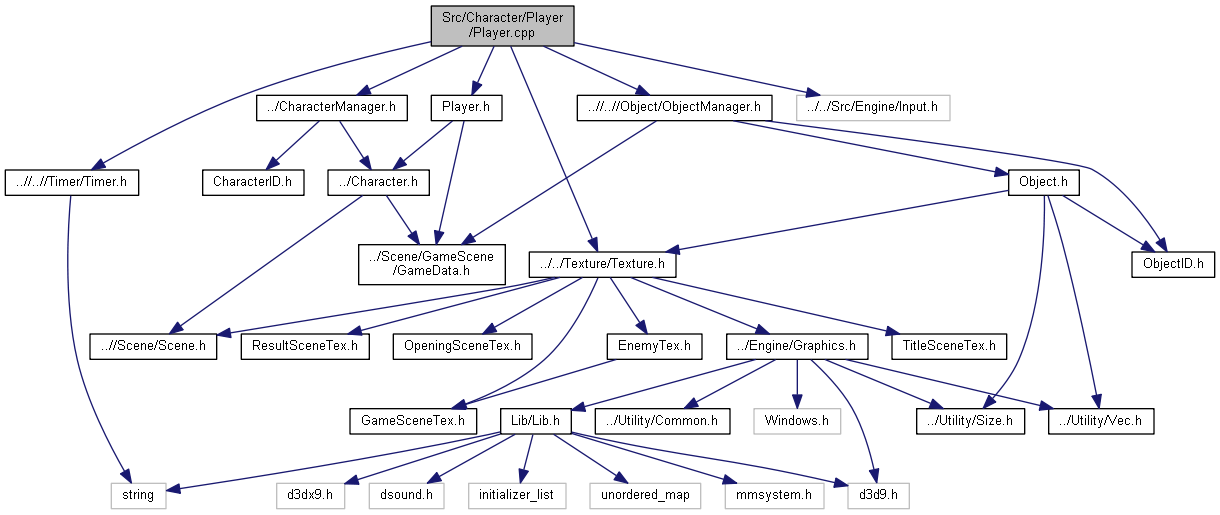 Src/Character/Player
/Player.cpp
../CharacterManager.h
Player.h
..//..//Object/ObjectManager.h
../../Src/Engine/Input.h
..//..//Timer/Timer.h
CharacterID.h
../Character.h
Object.h
../Scene/GameScene
/GameData.h
../../Texture/Texture.h
ObjectID.h
..//Scene/Scene.h
ResultSceneTex.h
OpeningSceneTex.h
EnemyTex.h
../Engine/Graphics.h
TitleSceneTex.h
GameSceneTex.h
Lib/Lib.h
../Utility/Common.h
Windows.h
../Utility/Size.h
../Utility/Vec.h
string
d3dx9.h
dsound.h
initializer_list
unordered_map
mmsystem.h
d3d9.h